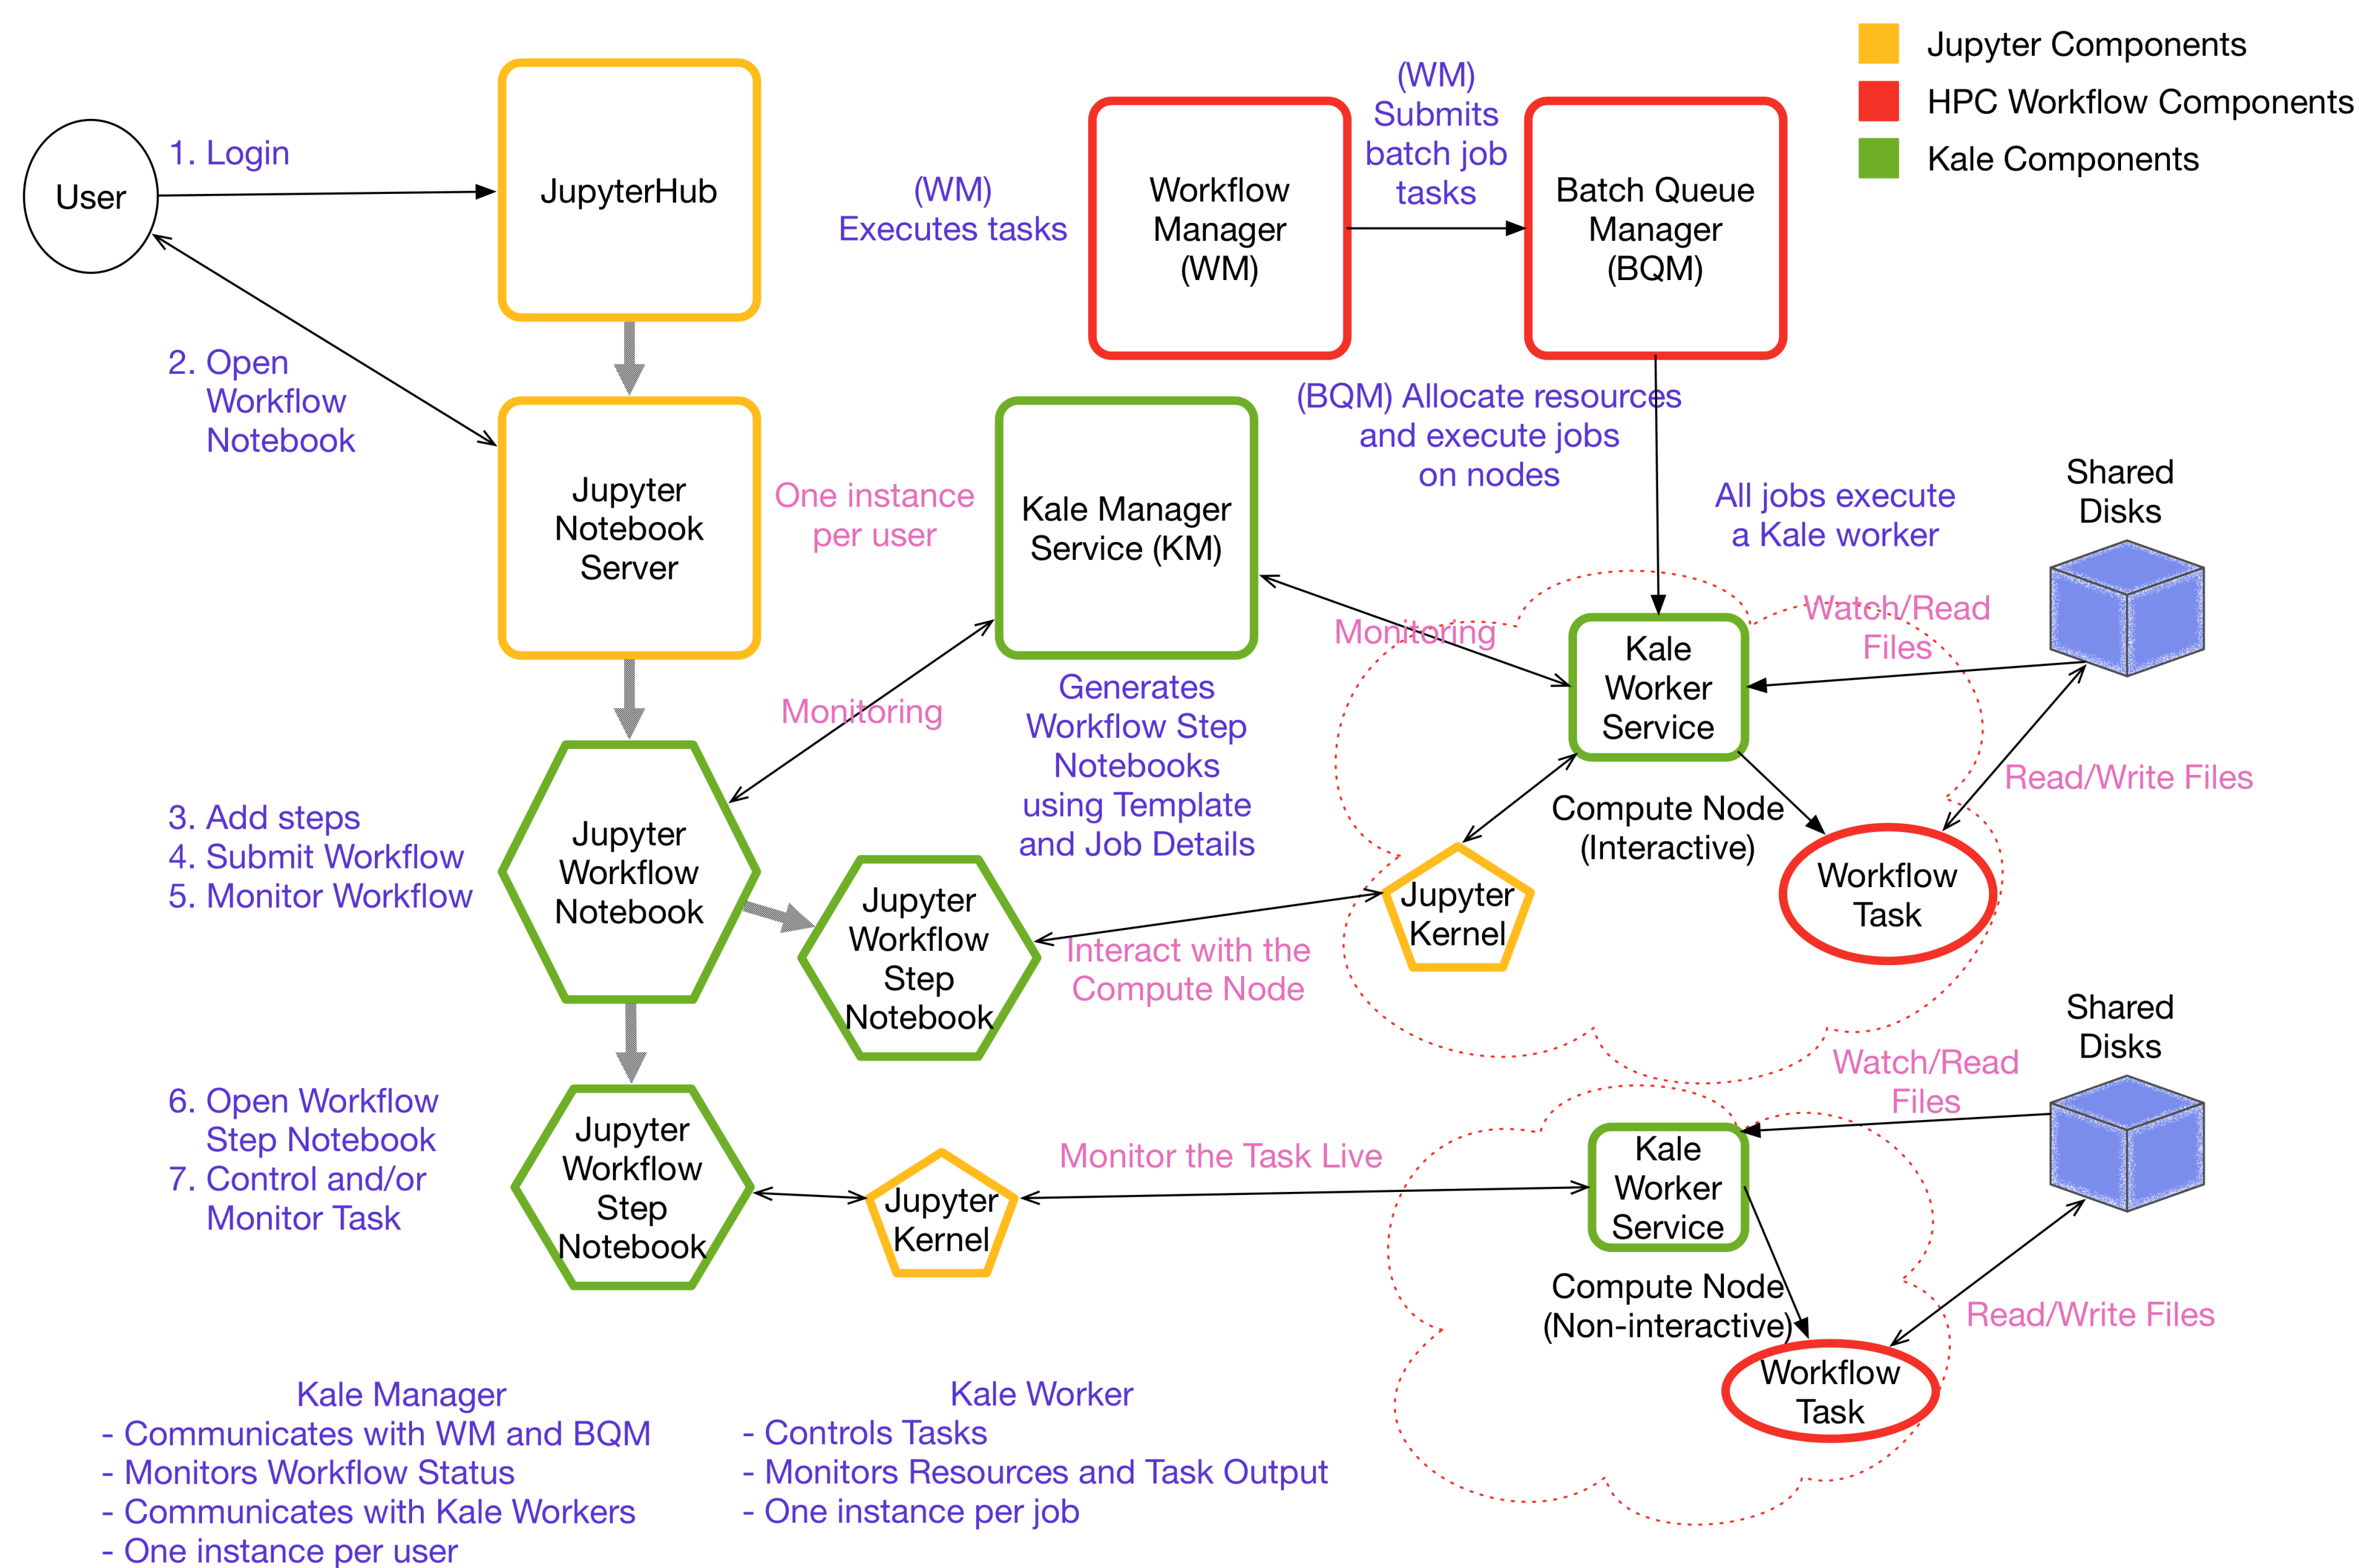 Jupyter Components
HPC Workflow Components
Kale Components
User
1. Login
JupyterHub
(WM)
Executes tasks
Workflow
Manager
(WM)
(WM)
Submits
batch job
tasks
Batch Queue
Manager
(BQM)
2. Open
Workflow
Notebook
Jupyter
Notebook
Server
One instance
per user
Kale Manager
Service (KM)
(BQM) Allocate resources
and execute jobs
on nodes
All jobs execute
a Kale worker
Shared
Disks
Monitoring
Monitoring
Generates
Workflow Step
Notebooks
using Template
and Job Details
Kale
Worker
Service
Watch/Read
Files
Read/Write Files
Compute Node
(Interactive)
Workflow
Task
3. Add steps
4. Submit Workflow
5. Monitor Workflow
Jupyter
Workflow
Notebook
Jupyter
Workflow
Step
Notebook
Interact with the
Compute Node
Jupyter
Kernel
6. Open Workflow
Step Notebook
7. Control and/or
Monitor Task
Jupyter
Workflow
Step
Notebook
Jupyter
Kernel
Monitor the Task Live
Kale
Worker
Service
Watch/Read
Files
Shared
Disks
Compute Node
(Non-interactive)
Read/Write Files
Workflow
Task
Kale Manager
- Communicates with WM and BQM
- Monitors Workflow Status
- Communicates with Kale Workers
- One instance per user
Kale Worker
- Controls Tasks
- Monitors Resources and Task Output
- One instance per job